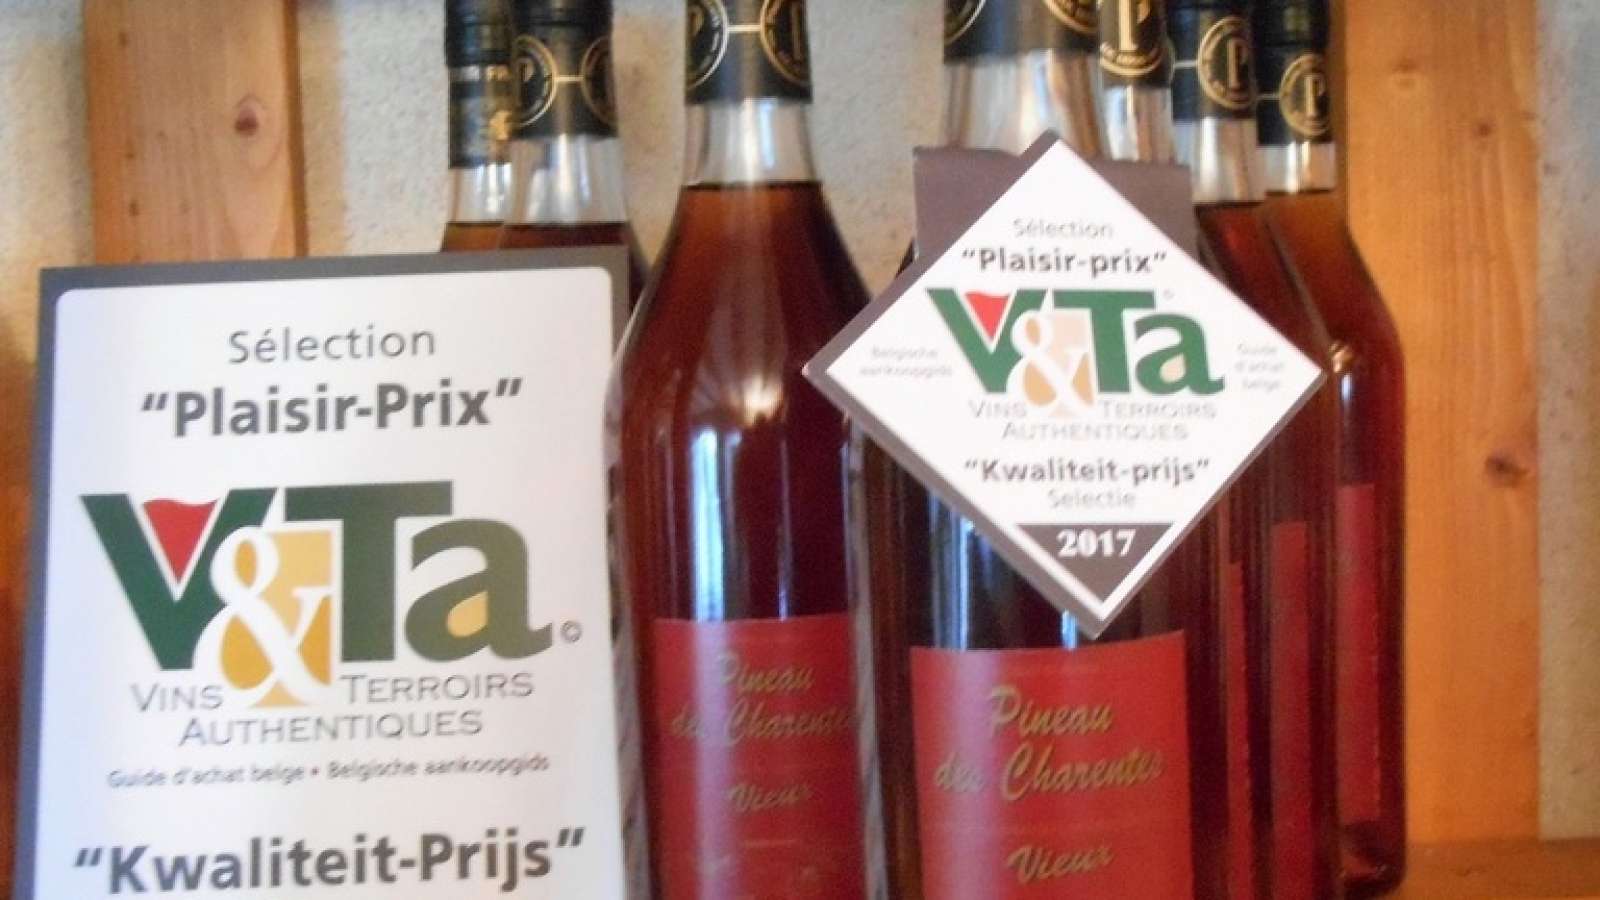 Sélection
"Plaisir-Prix"
V&Ta ©
VINS TERROIRS
AUTHENTIQUES
Guide d'achat belge • Belgische aankoopgids
"Kwaliteit-Prijs"
Sélection
"Plaisir-prix"
V&Ta ©
Belgische
aankoopgids
Guide
d'achat
belge
VINS TERROIRS
AUTHENTIQUES
"Kwaliteit-prijs"
Selectie
2017
Pineau
des Charentes
Vieux
Pineau
des Charentes
Vieux
P
P